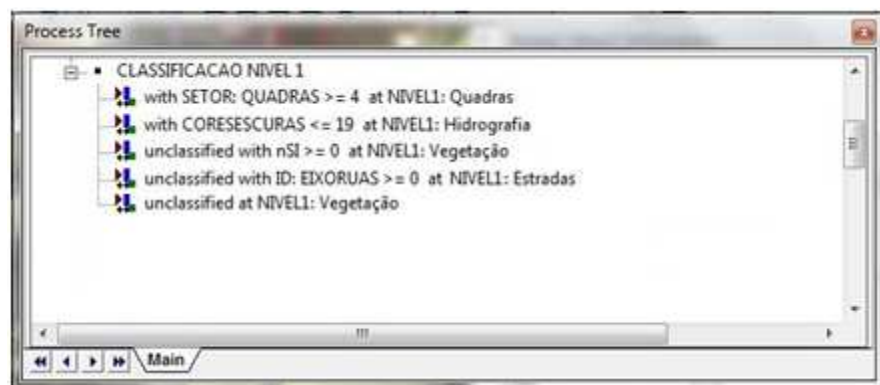 Process Tree
CLASSIFICACAO NIVEL 1
with SETOR: QUADRAS >= 4 at NIVEL1: Quadras
with CORESESCURAS <= 19 at NIVEL1: Hidrografia
unclassified with nSI >= 0 at NIVEL1: Vegetação
unclassified with ID: EIXORUAS >= 0 at NIVEL1: Estradas
unclassified at NIVEL1: Vegetação
Main